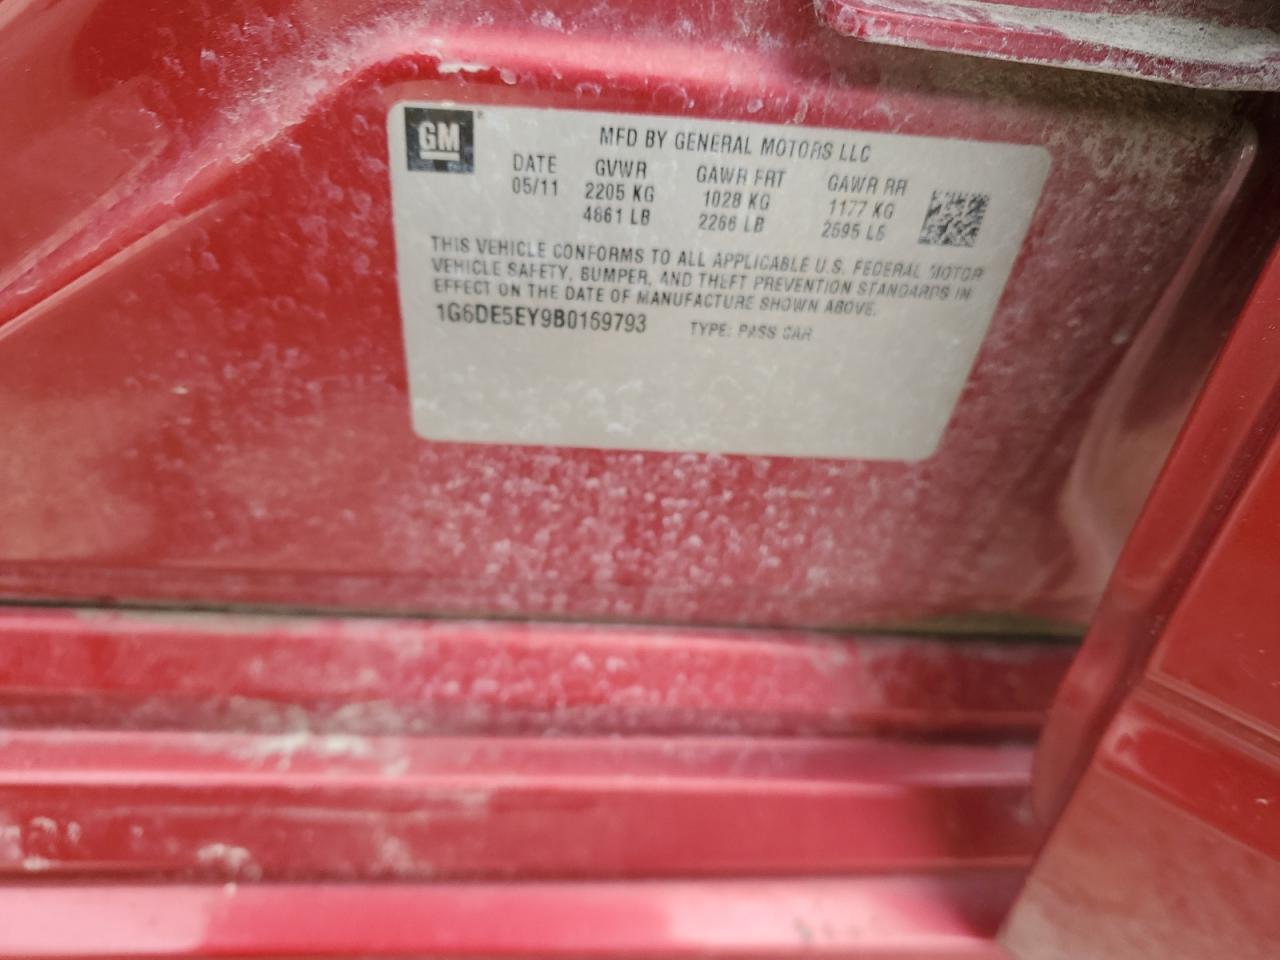 GM
MFD BY GENERAL MOTORS LLC
DATE GVWR GAWR FRT GAWR RR
05/11 2205 KG 1028 KG 1177 KG
4861 LB 2266 LB 2595 LB
THIS VEHICLE CONFORMS TO ALL APPLICABLE U.S. FEDERAL MOTOR
VEHICLE SAFETY, BUMPER, AND THEFT PREVENTION STANDARDS IN
EFFECT ON THE DATE OF MANUFACTURE SHOWN ABOVE.
1G6DE5EY9B0159793 TYPE: PASS CAR